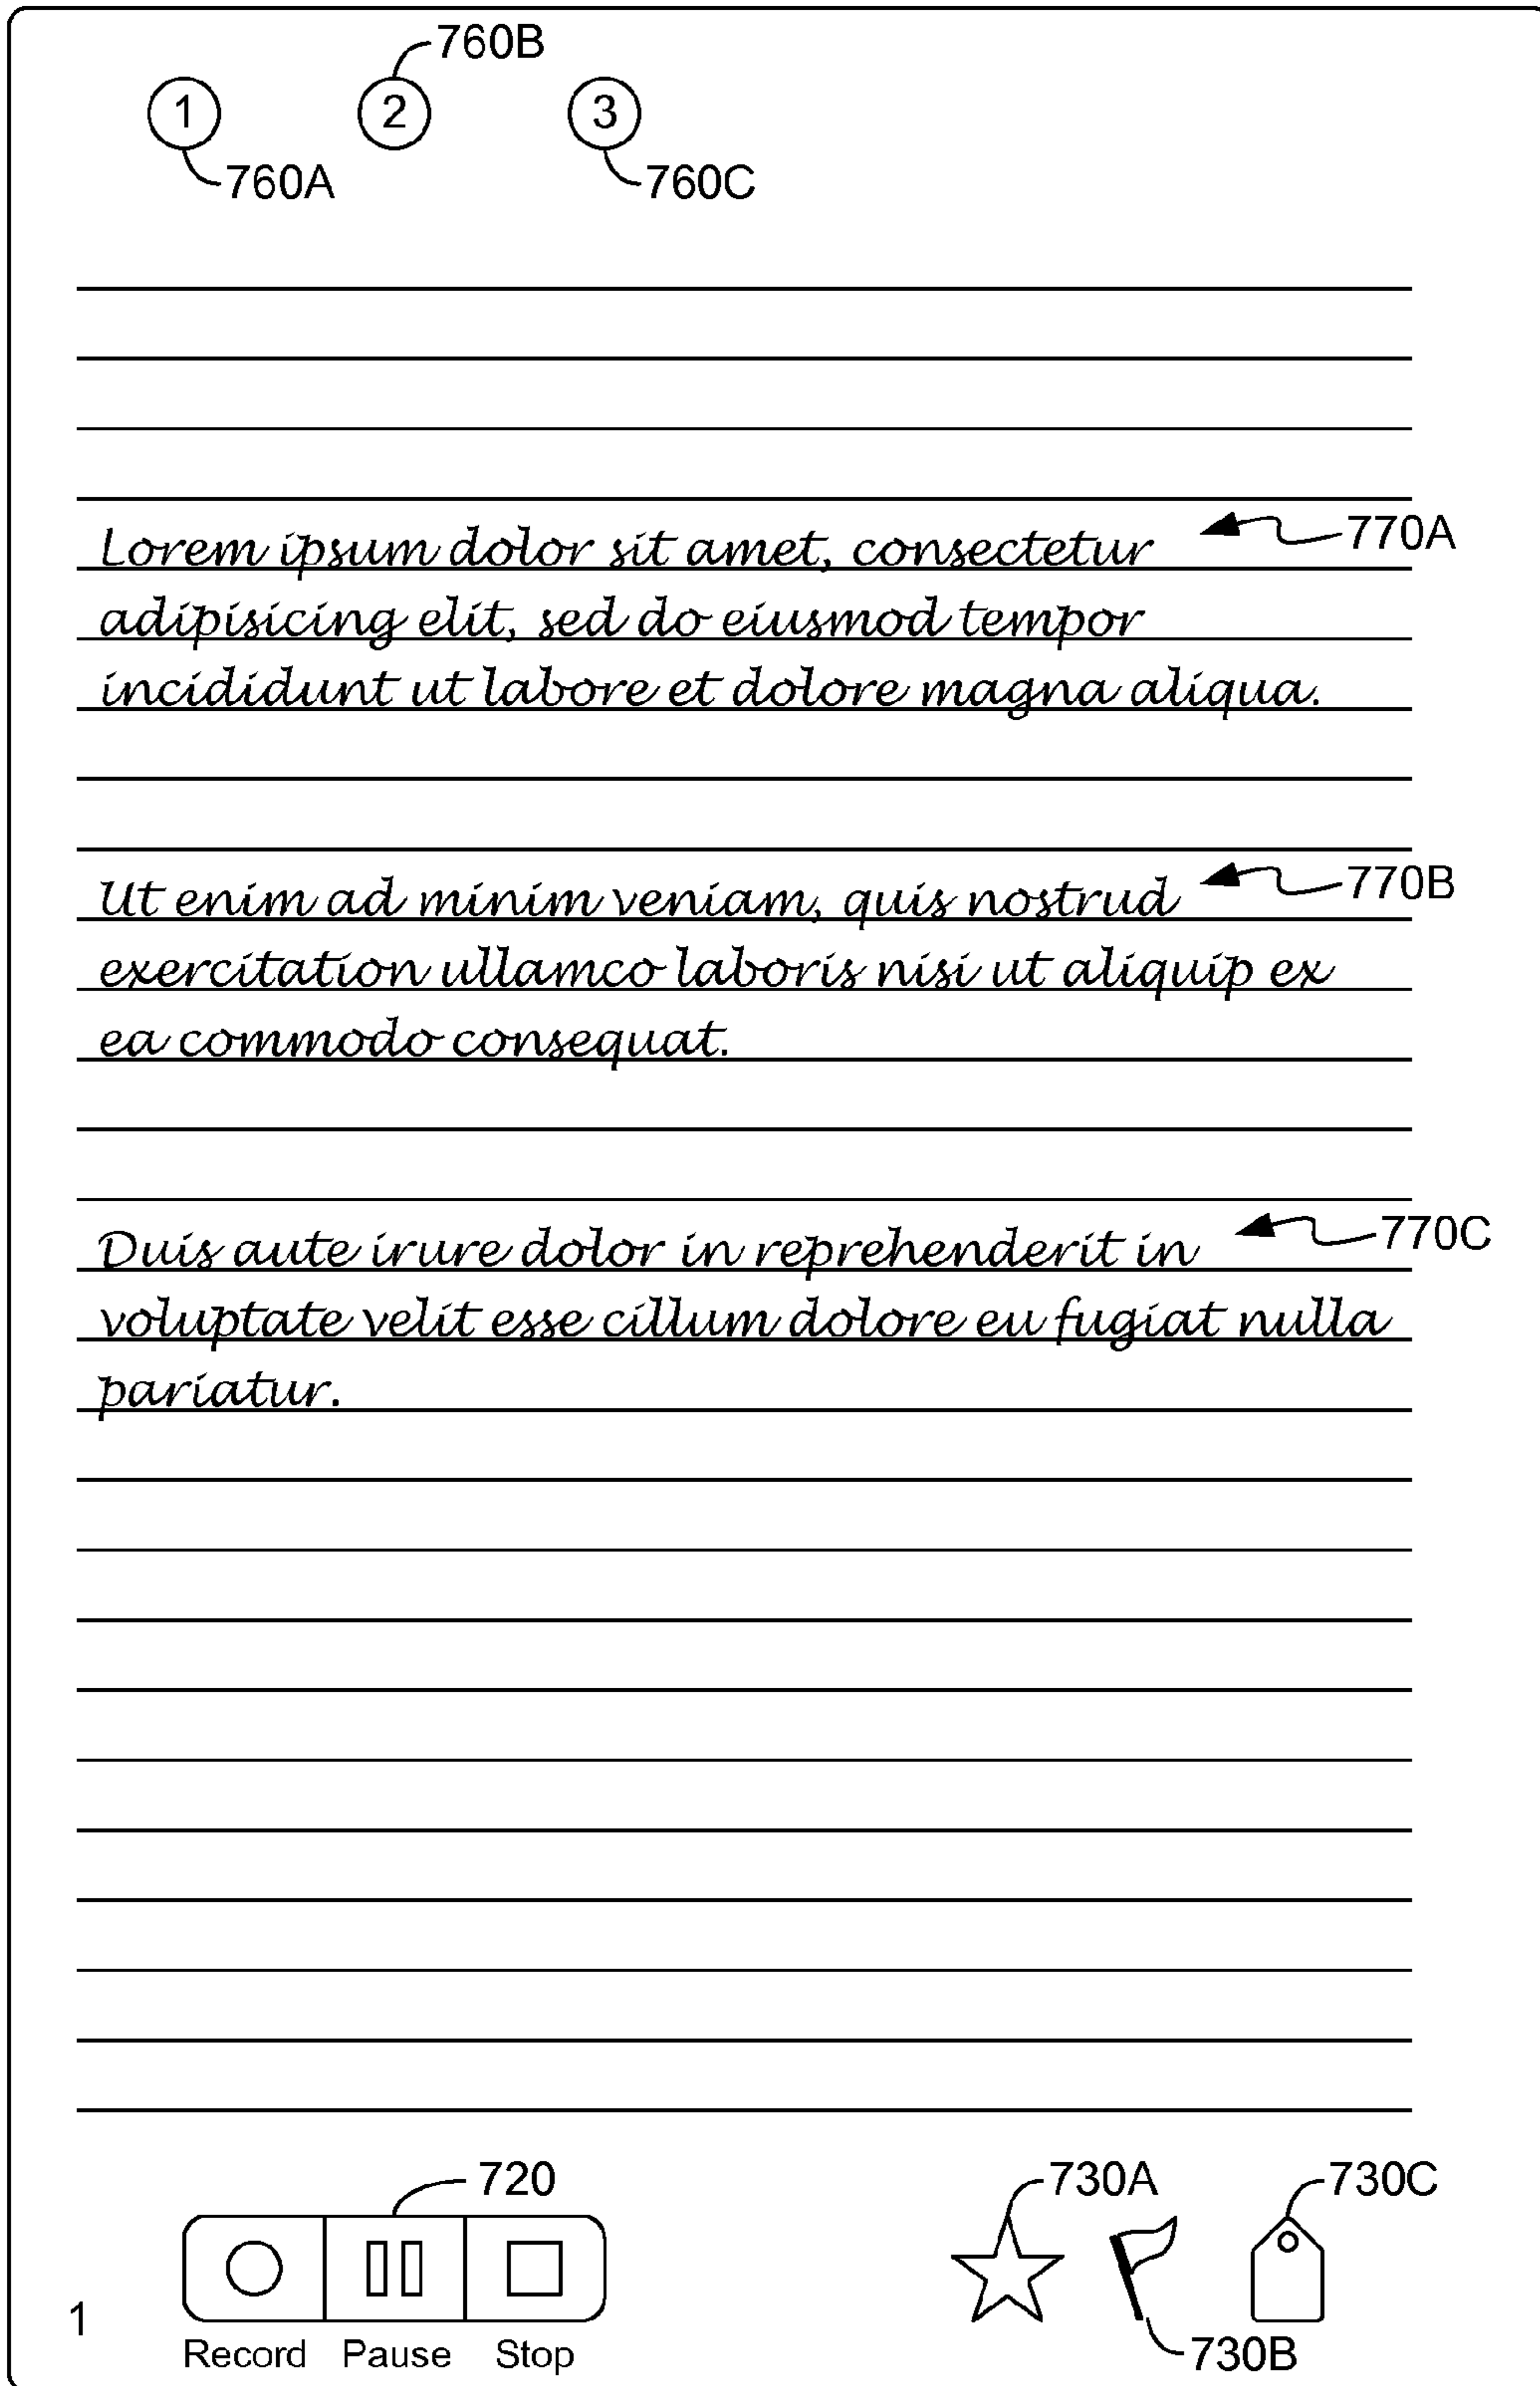 760B
1 2 3
760A 760C
Lorem ipsum dolor sit amet, consectetur 770A
adipisicing elit, sed do eiusmod tempor
incididunt ut labore et dolore magna aliqua.
Ut enim ad minim veniam, quis nostrud 770B
exercitation ullamco laboris nisi ut aliquip ex
ea commodo consequat.
Duis aute irure dolor in reprehenderit in 770C
voluptate velit esse cillum dolore eu fugiat nulla
pariatur.
720 730A 730C
1
Record Pause Stop 730B